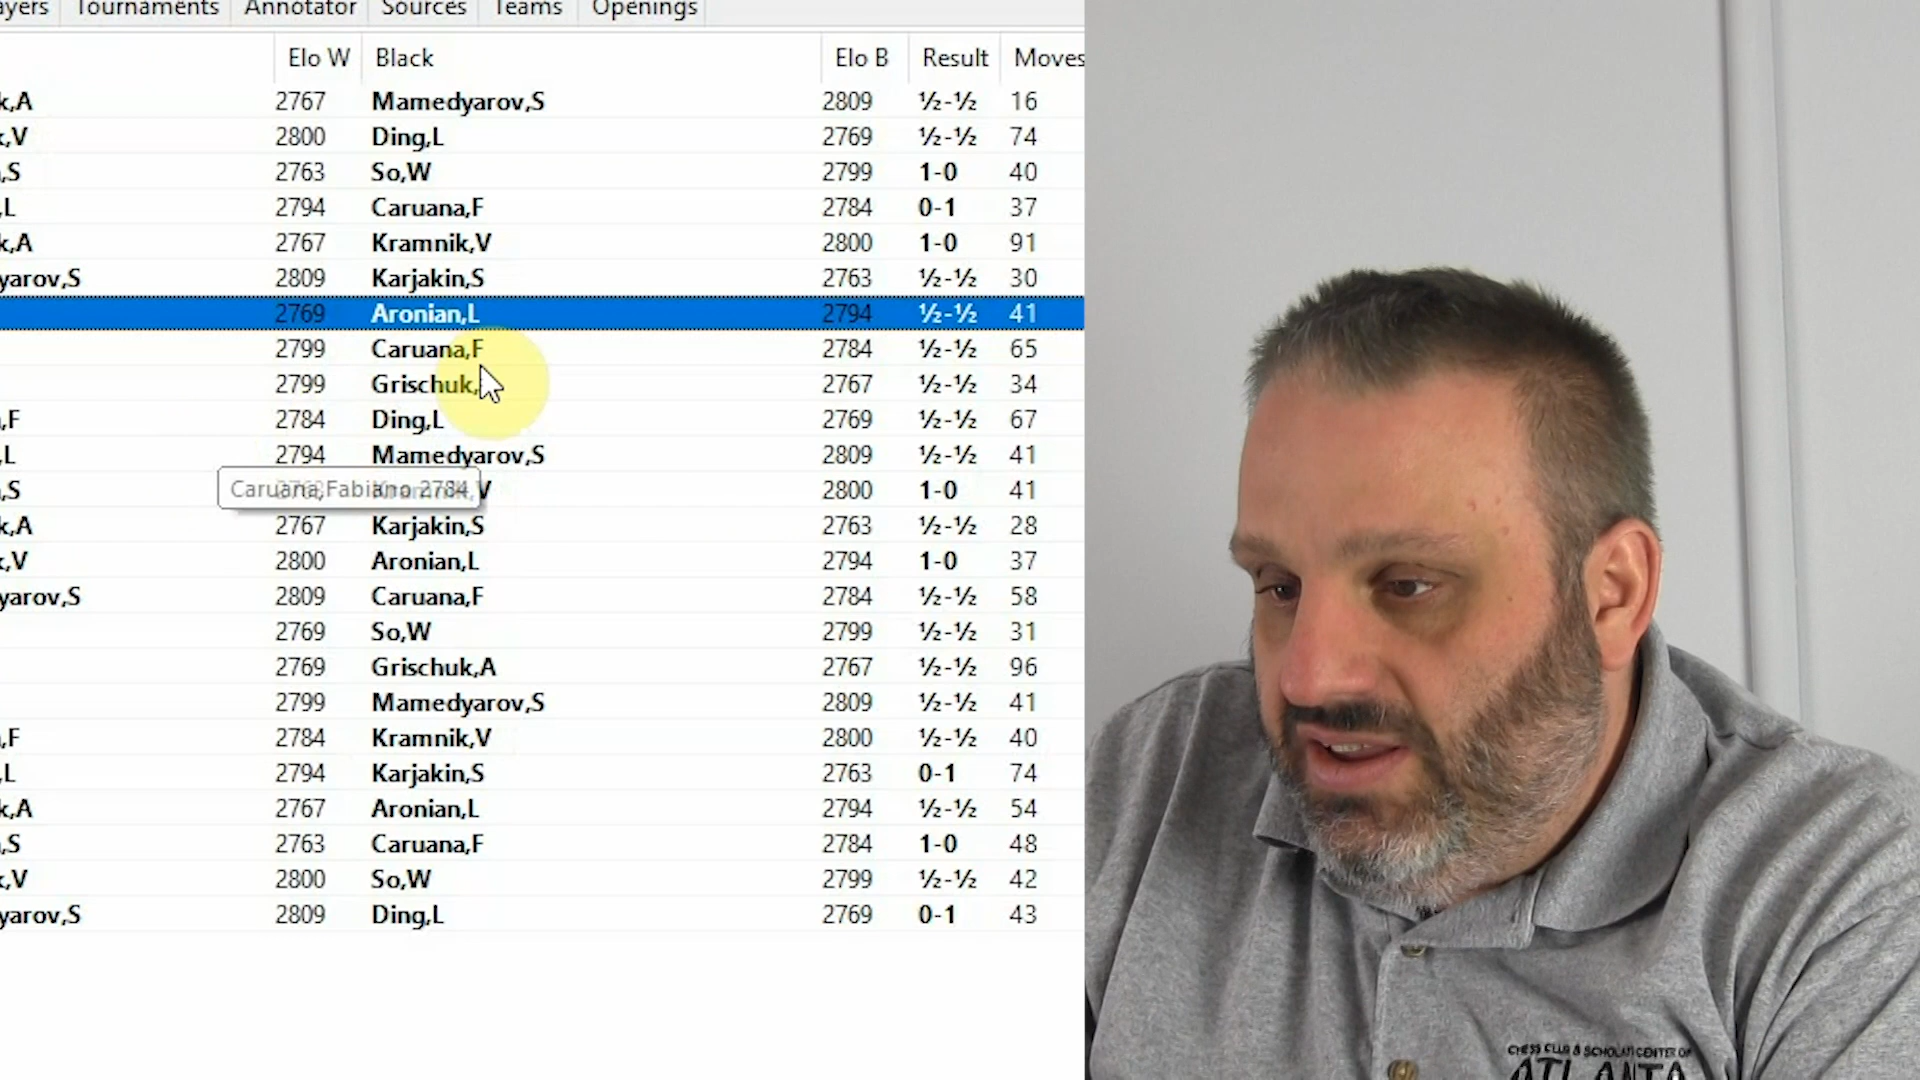 ayers Tournaments Annotator Sources Teams Openings
Elo W Black Elo B Result Moves
k,A 2767 Mamedyarov,S 2809 ½-½ 16
k,V 2800 Ding,L 2769 ½-½ 74
,S 2763 So,W 2799 1-0 40
,L 2794 Caruana,F 2784 0-1 37
k,A 2767 Kramnik,V 2800 1-0 91
yarov,S 2809 Karjakin,S 2763 ½-½ 30
2769 Aronian,L 2794 ½-½ 41
2799 Caruana,F 2784 ½-½ 65
2799 Grischuk, 2767 ½-½ 34
,F 2784 Ding,L 2769 ½-½ 67
,L 2794 Mamedyarov,S 2809 ½-½ 41
,S 2763 Kramnik,V 2800 1-0 41
Caruana,Fabiano 2784
k,A 2767 Karjakin,S 2763 ½-½ 28
k,V 2800 Aronian,L 2794 1-0 37
yarov,S 2809 Caruana,F 2784 ½-½ 58
2769 So,W 2799 ½-½ 31
2769 Grischuk,A 2767 ½-½ 96
2799 Mamedyarov,S 2809 ½-½ 41
,F 2784 Kramnik,V 2800 ½-½ 40
,L 2794 Karjakin,S 2763 0-1 74
k,A 2767 Aronian,L 2794 ½-½ 54
,S 2763 Caruana,F 2784 1-0 48
k,V 2800 So,W 2799 ½-½ 42
yarov,S 2809 Ding,L 2769 0-1 43
CHESS CLUB & SCHOLASTIC CENTER OF
ATLANTA